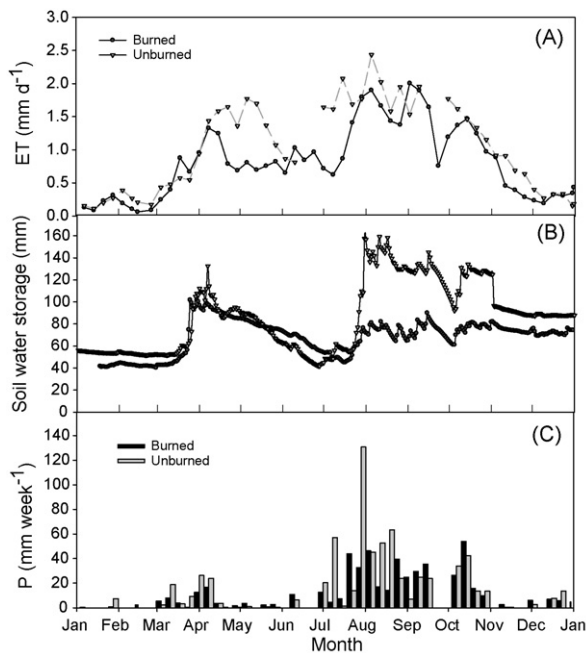 (A)
Burned
Unburned
ET (mm d⁻¹)
3.0
2.5
2.0
1.5
1.0
0.5
0.0
(B)
Soil water storage (mm)
160
140
120
100
80
60
40
20
0
(C)
Burned
Unburned
P (mm week⁻¹)
140
120
100
80
60
40
20
0
Jan Feb Mar Apr May Jun Jul Aug Sep Oct Nov Dec Jan
Month